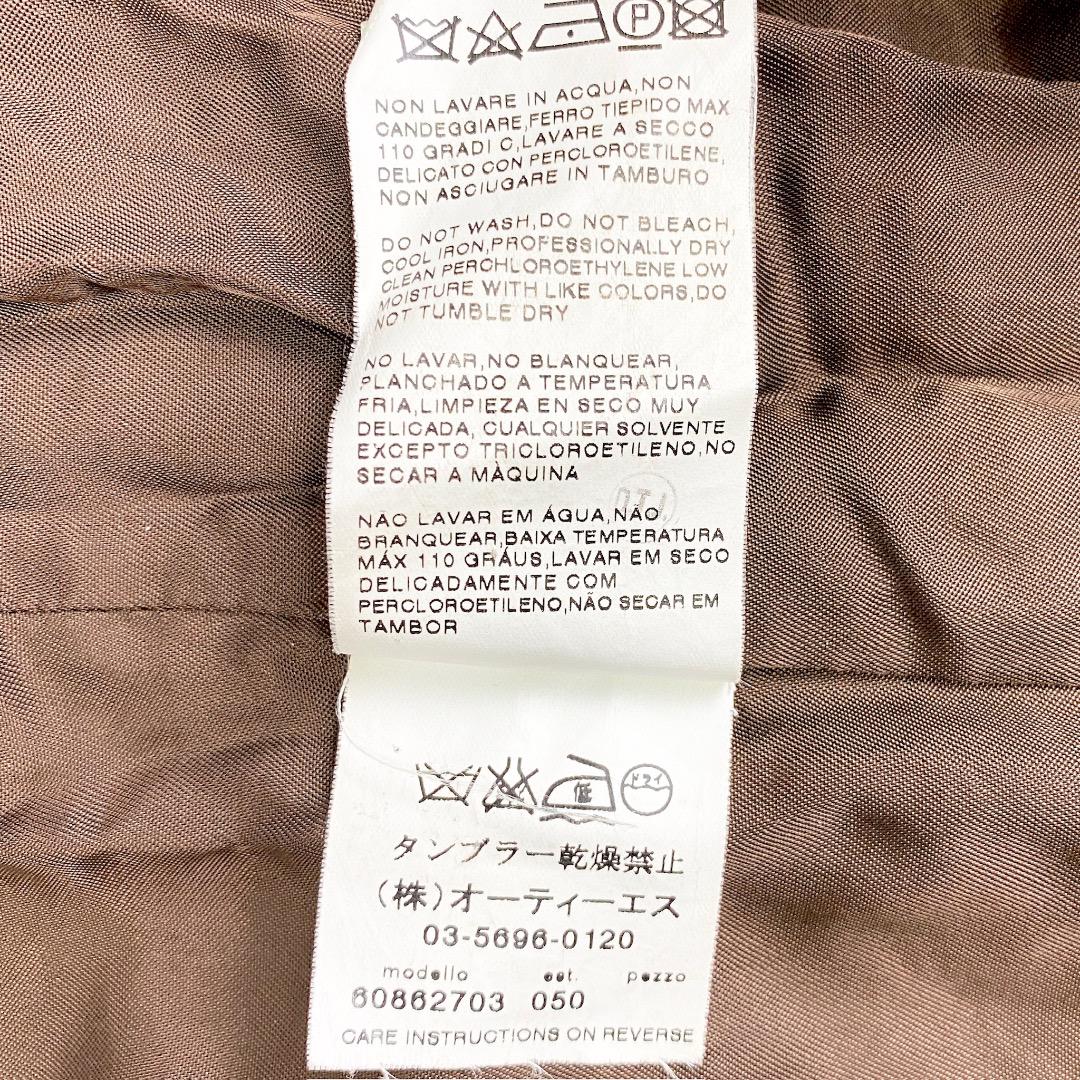 P
NON LAVARE IN ACQUA,NON
CANDEGGIARE,FERRO TIEPIDO MAX
110 GRADI C,LAVARE A SECCO
DELICATO CON PERCLOROETILENE,
NON ASCIUGARE IN TAMBURO
DO NOT WASH,DO NOT BLEACH,
COOL IRON,PROFESSIONALLY DRY
CLEAN PERCHLOROETHYLENE LOW
MOISTURE WITH LIKE COLORS,DO
NOT TUMBLE DRY
NO LAVAR,NO BLANQUEAR,
PLANCHADO A TEMPERATURA
FRIA,LIMPIEZA EN SECO MUY
DELICADA, CUALQUIER SOLVENTE
EXCEPTO TRICLOROETILENO,NO
SECAR A MÀQUINA
NÃO LAVAR EM ÁGUA,NÃO
BRANQUEAR,BAIXA TEMPERATURA
MÁX 110 GRÁUS,LAVAR EM SECO
DELICADAMENTE COM
PERCLOROETILENO,NÃO SECAR EM
TAMBOR
低 ドライ
タンブラー乾燥禁止
(株)オーティーエス
03-5696-0120
modello est. pezzo
60862703 050
CARE INSTRUCTIONS ON REVERSE